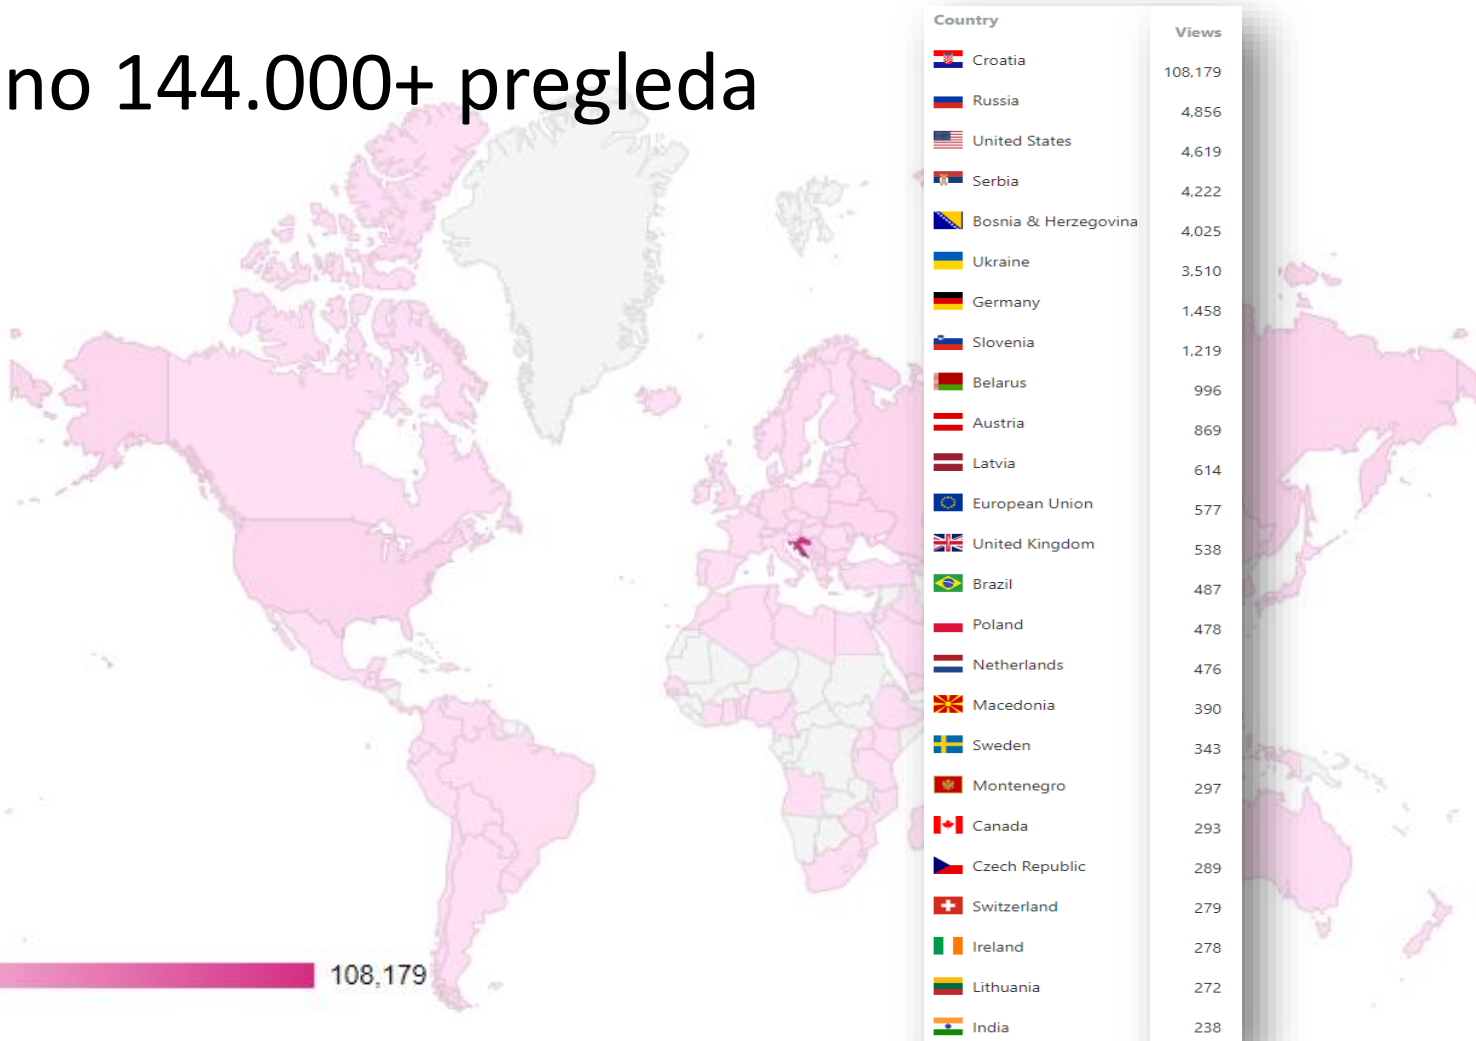 no 144.000+ pregleda
Country Views
Croatia 108,179
Russia 4,856
United States 4,619
Serbia 4,222
Bosnia & Herzegovina 4,025
Ukraine 3,510
Germany 1,458
Slovenia 1,219
Belarus 996
Austria 869
Latvia 614
European Union 577
United Kingdom 538
Brazil 487
Poland 478
Netherlands 476
Macedonia 390
Sweden 343
Montenegro 297
Canada 293
Czech Republic 289
Switzerland 279
Ireland 278
Lithuania 272
India 238
108,179